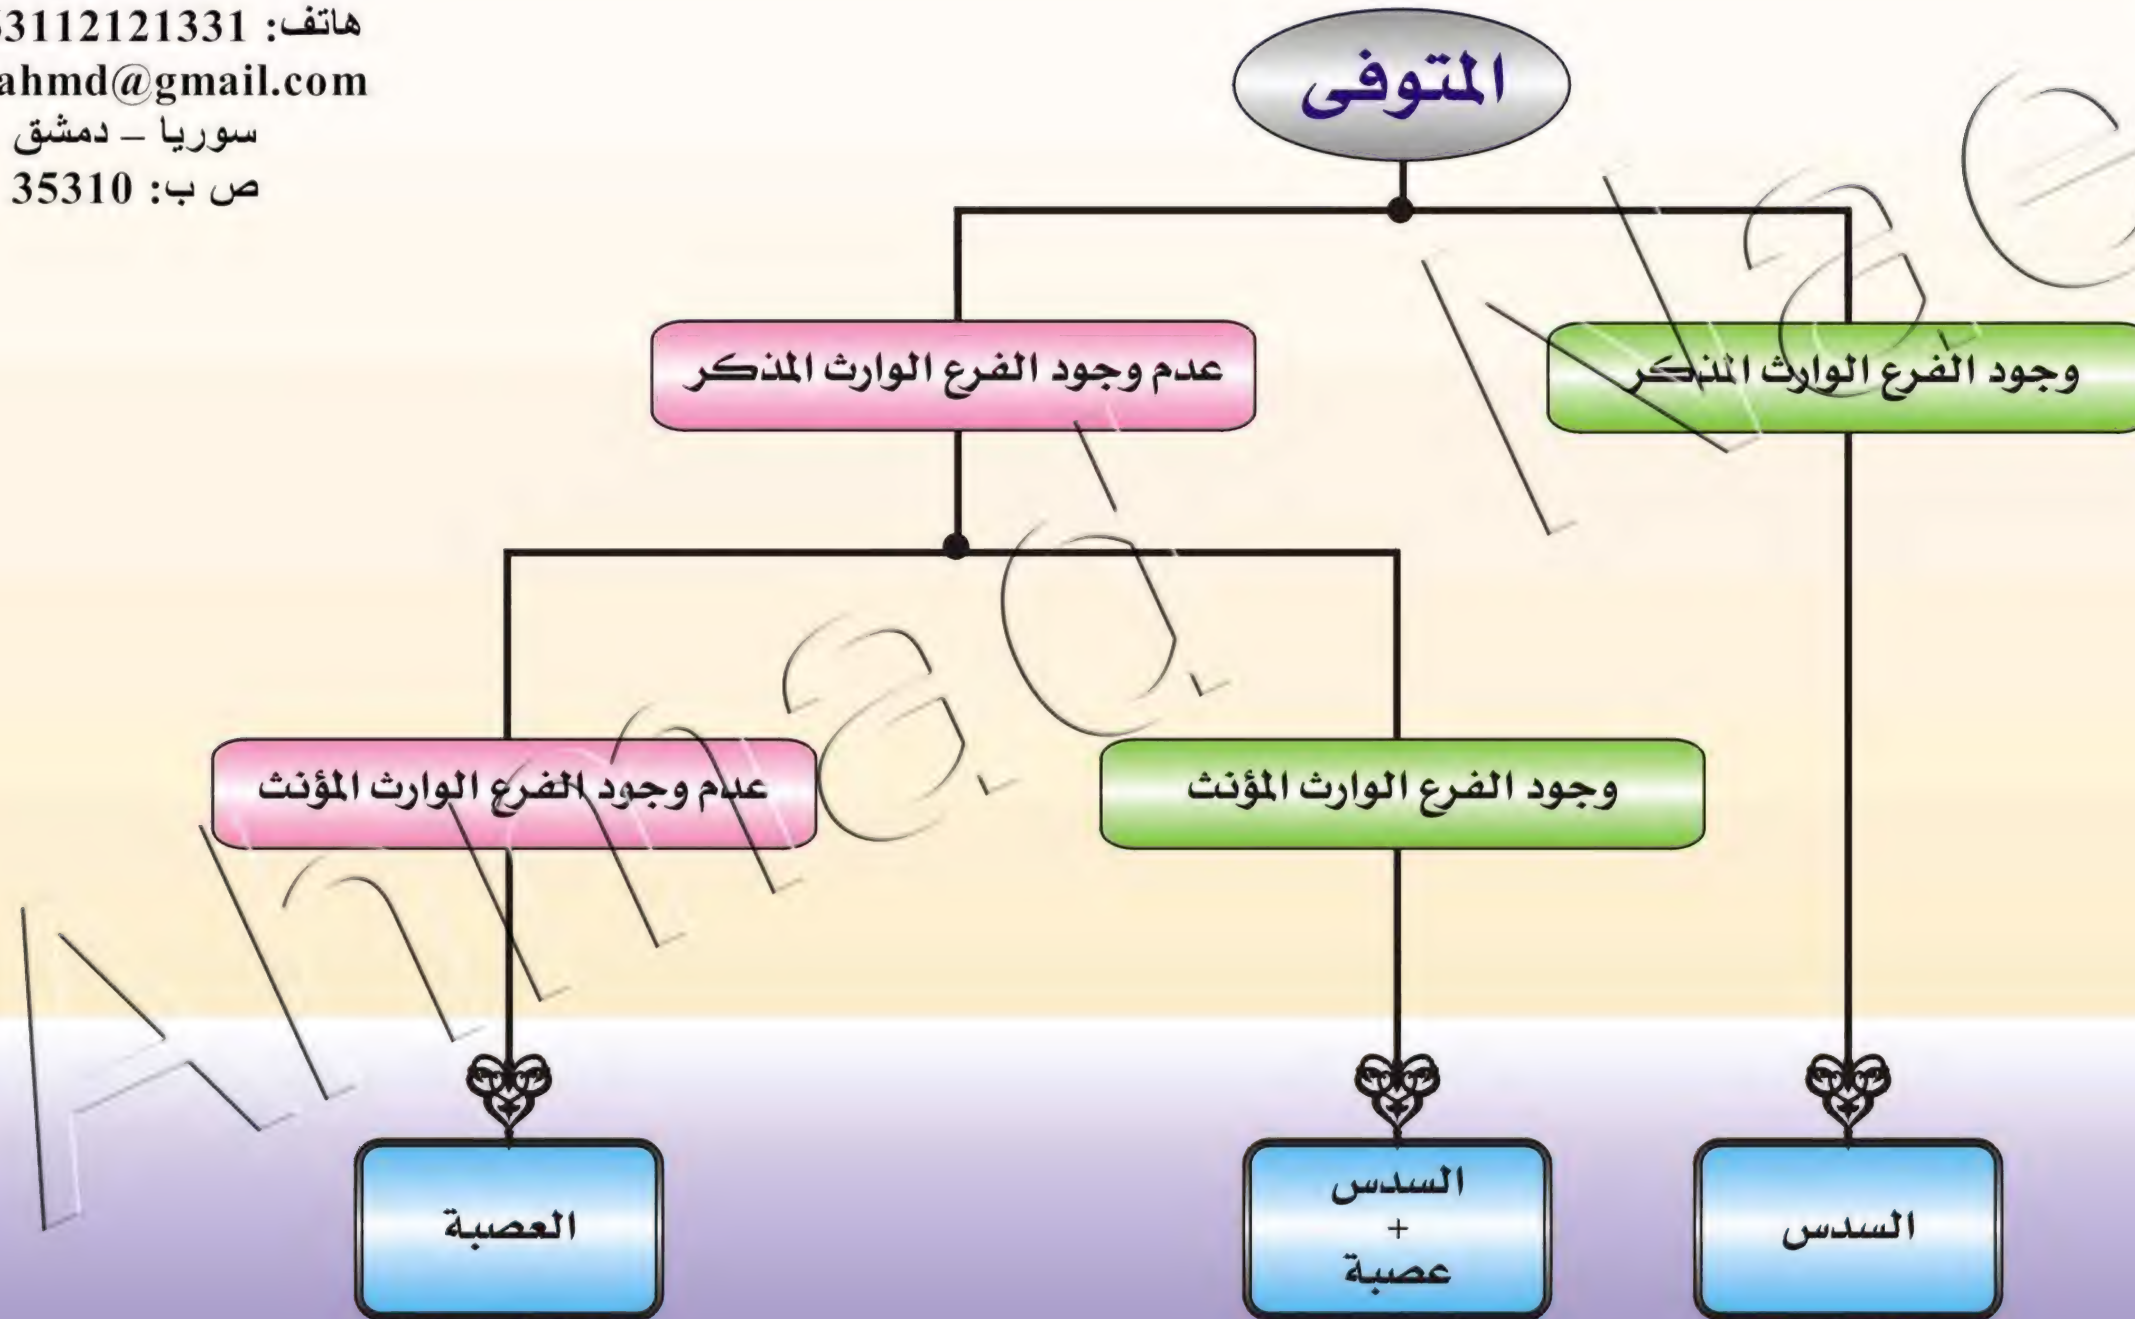 هاتف: 3112121331
ahmd@gmail.com
سوريا – دمشق
ص ب: 35310
المتوفى
وجود الفرع الوارث المذكر
عدم وجود الفرع الوارث المذكر
وجود الفرع الوارث المؤنث
عدم وجود الفرع الوارث المؤنث
السدس
السدس
+
عصبة
العصبة
Ahmad